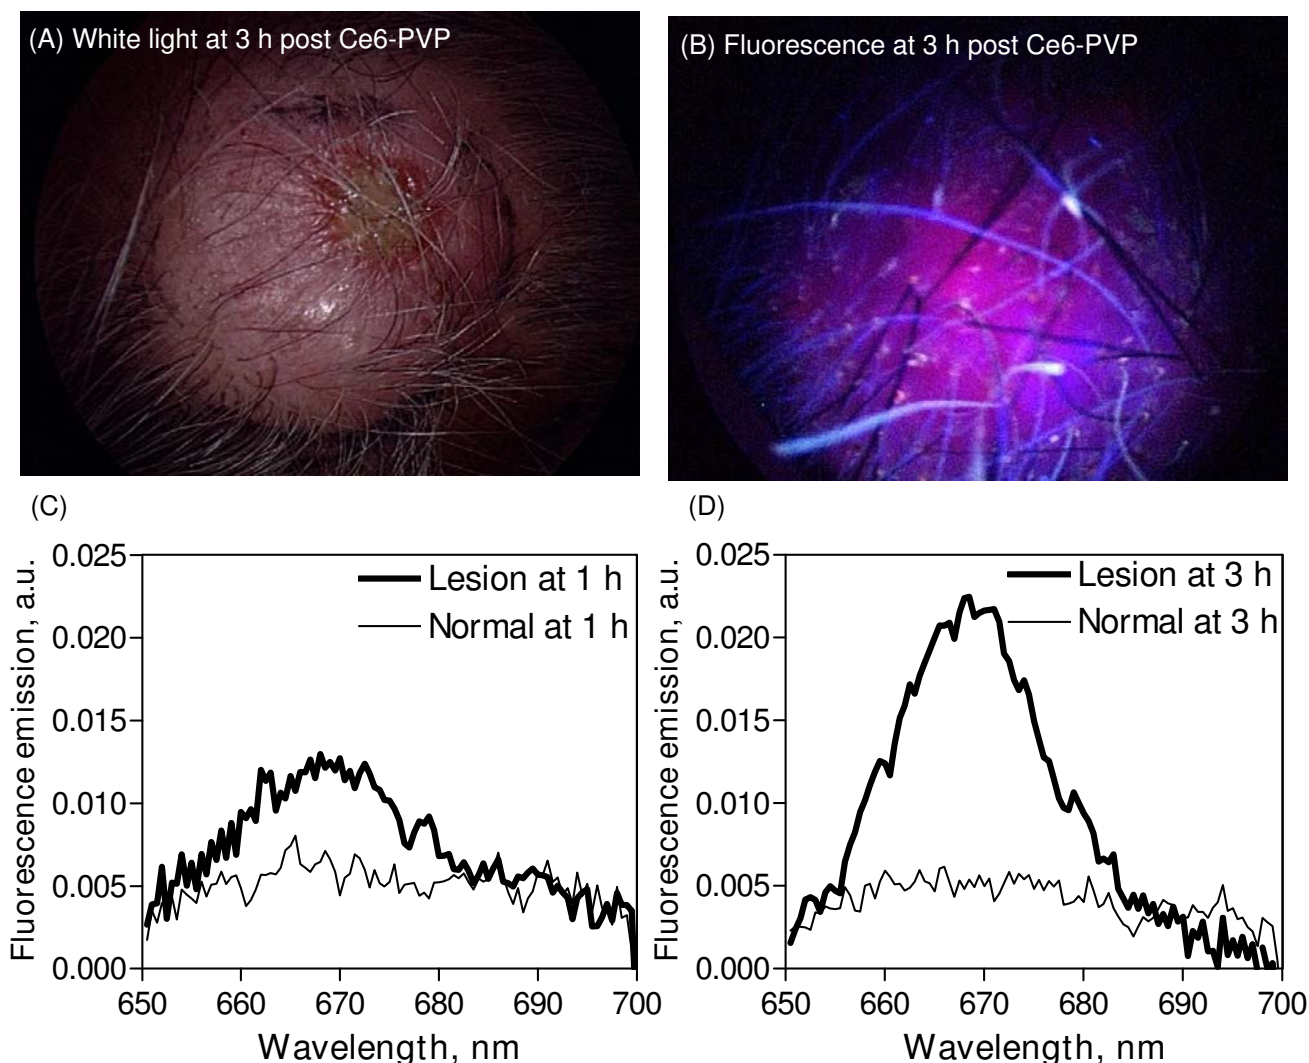 (A) White light at 3 h post Ce6-PVP
(B) Fluorescence at 3 h post Ce6-PVP
(C)
Fluorescence emission, a.u.
0.025
0.020
0.015
0.010
0.005
0.000
Lesion at 1 h
Normal at 1 h
650 660 670 680 690 700
Wavelength, nm
(D)
Fluorescence emission, a.u.
0.025
0.020
0.015
0.010
0.005
0.000
Lesion at 3 h
Normal at 3 h
650 660 670 680 690 700
Wavelength, nm